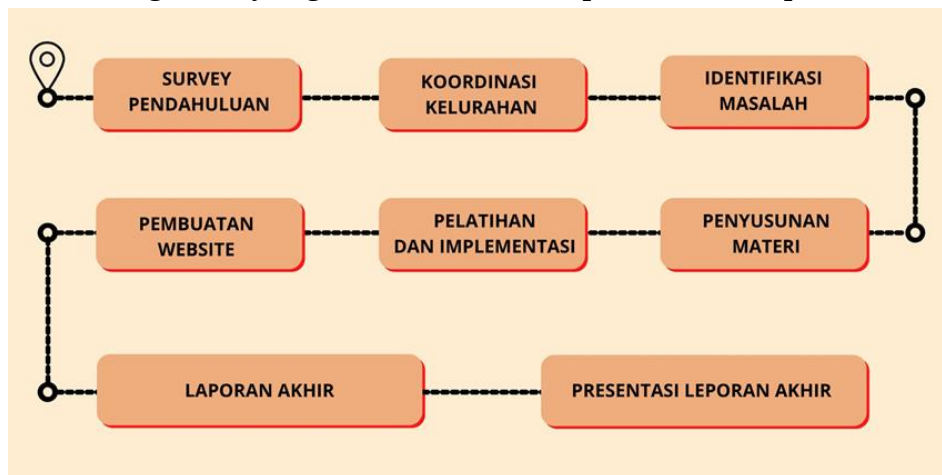 SURVEY
PENDAHULUAN
KOORDINASI
KELURAHAN
IDENTIFIKASI
MASALAH
PENYUSUNAN
MATERI
PELATIHAN
DAN IMPLEMENTASI
PEMBUATAN
WEBSITE
LAPORAN AKHIR
PRESENTASI LEPORAN AKHIR